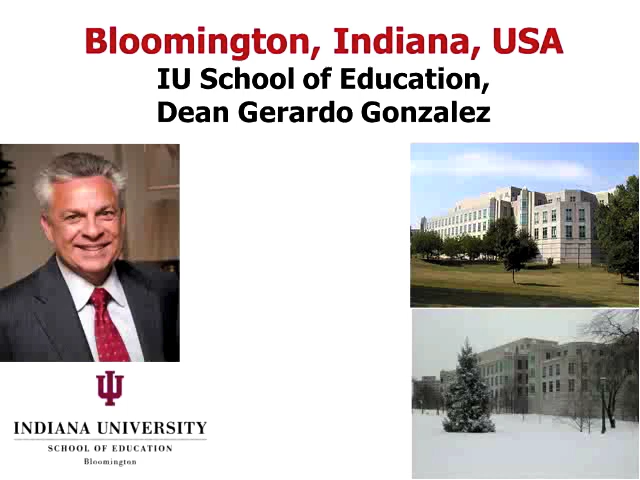 Bloomington, Indiana, USA
IU School of Education,
Dean Gerardo Gonzalez
INDIANA UNIVERSITY
SCHOOL OF EDUCATION
Bloomington